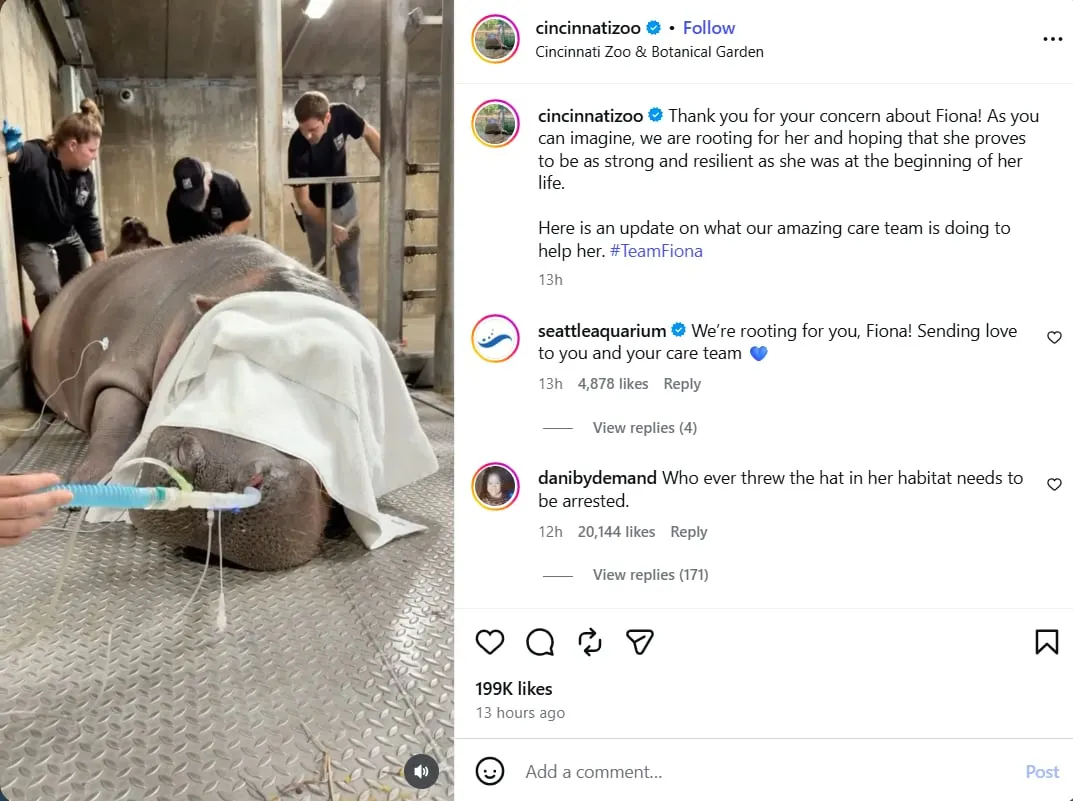 cincinnatizoo • Follow
Cincinnati Zoo & Botanical Garden
cincinnatizoo Thank you for your concern about Fiona! As you
can imagine, we are rooting for her and hoping that she proves
to be as strong and resilient as she was at the beginning of her
life.
Here is an update on what our amazing care team is doing to
help her. #TeamFiona
13h
seattleaquarium We’re rooting for you, Fiona! Sending love
to you and your care team 💙
13h 4,878 likes Reply
View replies (4)
danibydemand Who ever threw the hat in her habitat needs to
be arrested.
12h 20,144 likes Reply
View replies (171)
199K likes
13 hours ago
Add a comment... Post